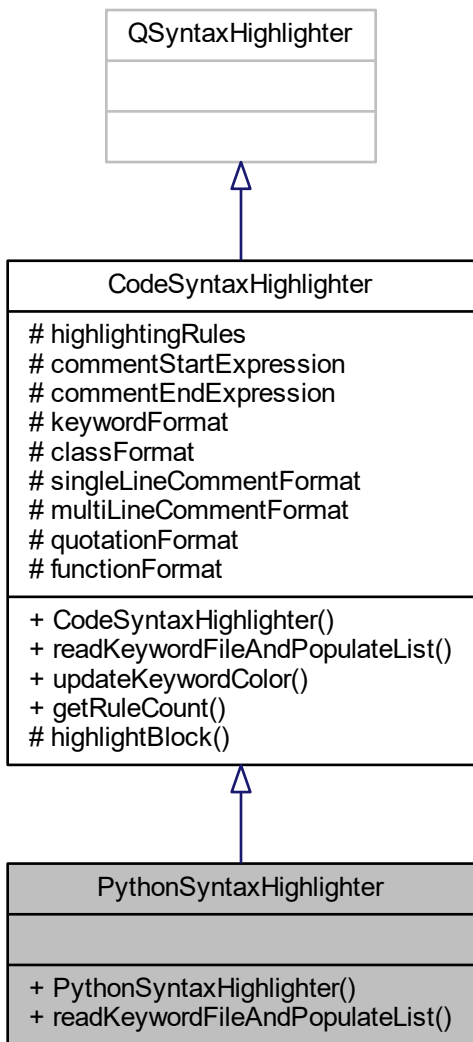 QSyntaxHighlighter
CodeSyntaxHighlighter
# highlightingRules
# commentStartExpression
# commentEndExpression
# keywordFormat
# classFormat
# singleLineCommentFormat
# multiLineCommentFormat
# quotationFormat
# functionFormat
+ CodeSyntaxHighlighter()
+ readKeywordFileAndPopulateList()
+ updateKeywordColor()
+ getRuleCount()
# highlightBlock()
PythonSyntaxHighlighter
+ PythonSyntaxHighlighter()
+ readKeywordFileAndPopulateList()